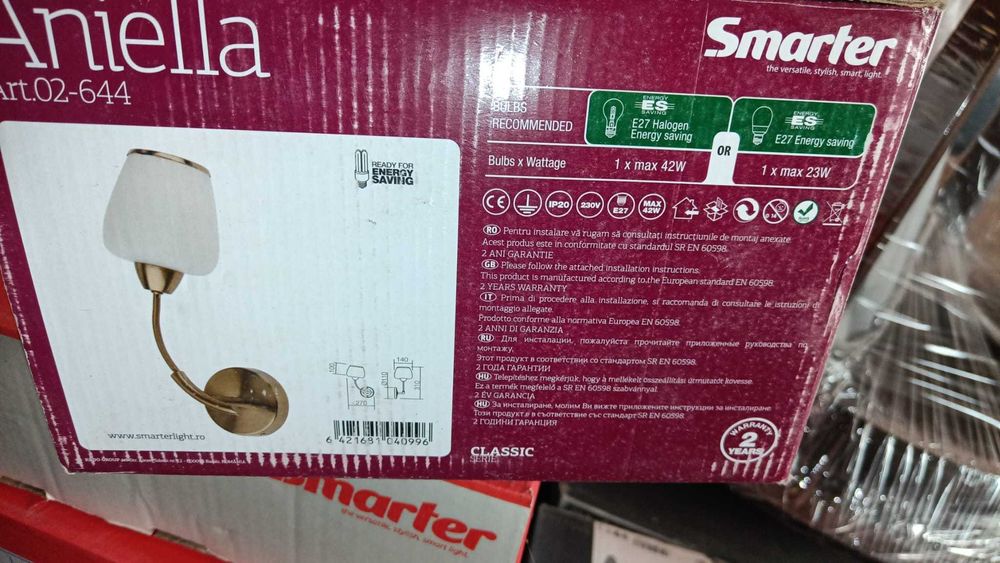 Aniella
Art.02-644
Smarter
the versatile, stylish, smart, light.
BULBS
RECOMMENDED
ENERGY
ES
SAVING
E27 Halogen
Energy saving
OR
ENERGY
ES
SAVING
E27 Energy saving
Bulbs x Wattage
1 x max 42W
1 x max 23W
READY FOR
ENERGY
SAVING
CE
IP20
230V
E27
MAX
42W
RO Pentru instalare vă rugam să consultați instrucțiunile de montaj anexate
Acest produs este in conformitate cu standardul SR EN 60598.
2 ANI GARANTIE
GB Please follow the attached installation instructions.
This product is manufactured according to the European standard EN 60598
2 YEARS WARRANTY
IT Prima di procedere alla installazione, si raccomanda di consultare le istruzioni di
montaggio allegate.
Prodotto conforme alla normativa Europea EN 60598.
2 ANNI DI GARANZIA
RU Для инсталации, пожалуйста прочитайте приложенные руководства по
монтажу.
Этот продукт в соответствии со стандартом SR EN 60598.
2 ГОДА ГАРАНТИИ
HU Telepítéshez megkérjük, hogy a mellékelt összeállítási útmutatót kövesse.
Ez a termék megfelelő a SR EN 60598 szabvánnyal.
2 ÉV GARANCIA
HU За инсталиране, молим Ви вижте приложените инструкции за инсталиране
Този продукт е в съответствие със стандарт SR EN 60598.
2 ГОДИНИ ГАРАНЦИЯ
100
Ø110
140
310
<270
www.smarterlight.ro
6 421681 040996
CLASSIC
SERIE
WARRANTY
2
YEARS
Smarter
the versatile, stylish, smart light.